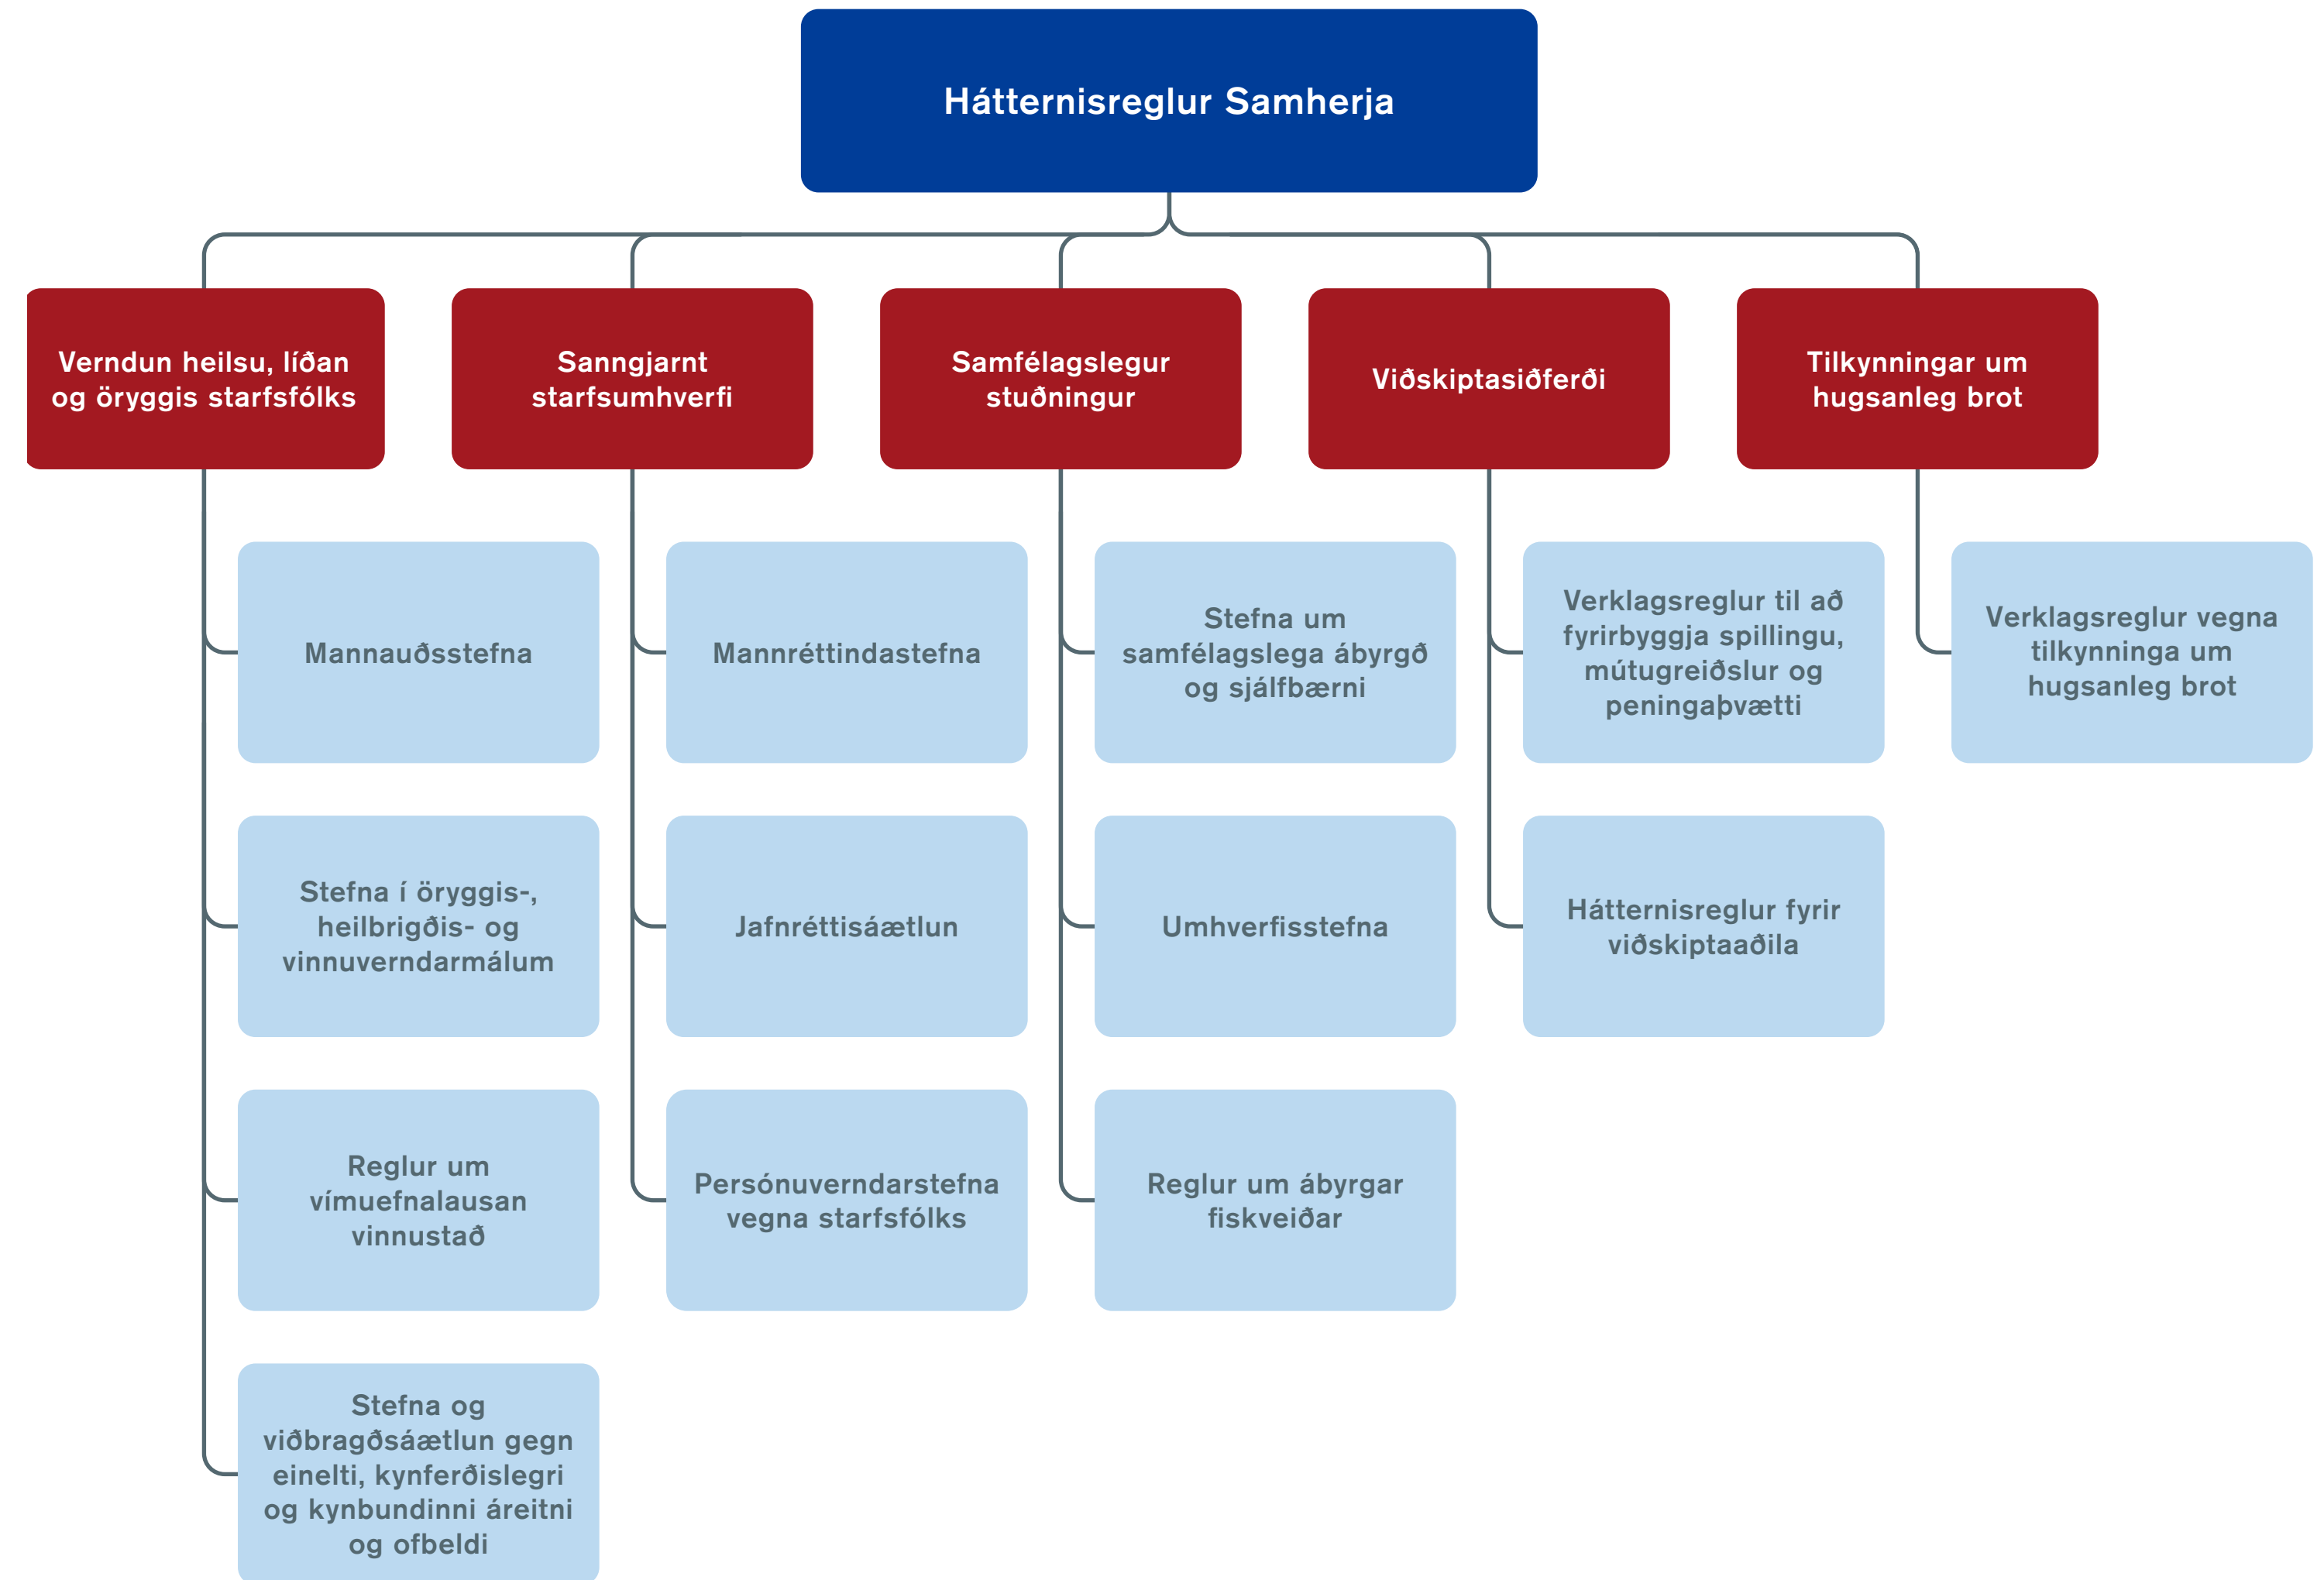 Hátternisreglur Samherja
Verndun heilsu, líðan
og öryggis starfsfólks
Sanngjarnt
starfsumhverfi
Samfélagslegur
stuðningur
Viðskiptasiðferði
Tilkynningar um
hugsanleg brot
Mannauðsstefna
Mannréttindastefna
Stefna um
samfélagslega ábyrgð
og sjálfbærni
Verklagsreglur til að
fyrirbyggja spillingu,
mútugreiðslur og
peningaþvætti
Verklagsreglur vegna
tilkynninga um
hugsanleg brot
Stefna í öryggis-,
heilbrigðis- og
vinnuverndarmálum
Jafnréttisáætlun
Umhverfisstefna
Hátternisreglur fyrir
viðskiptaaðila
Reglur um
vímuefnalausan
vinnustað
Persónuverndarstefna
vegna starfsfólks
Reglur um ábyrgar
fiskveiðar
Stefna og
viðbragðsáætlun gegn
einelti, kynferðislegri
og kynbundinni áreitni
og ofbeldi